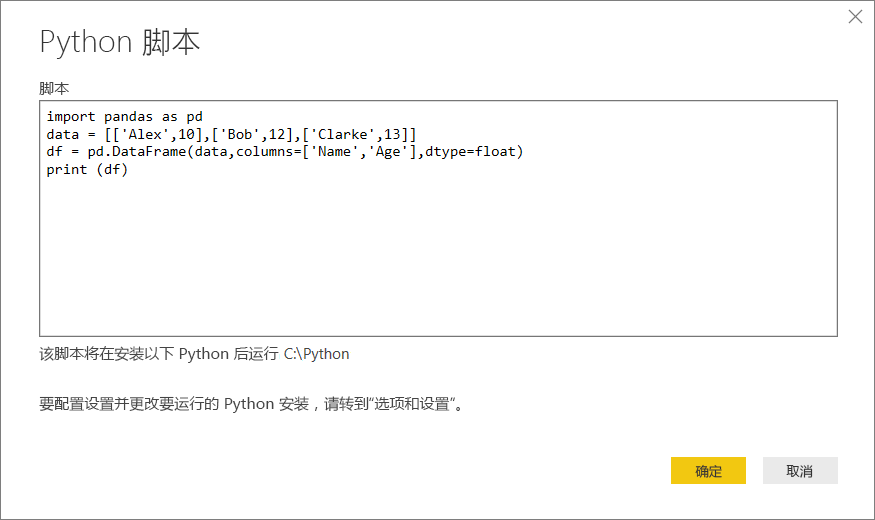 Python 脚本
脚本
import pandas as pd
data = [['Alex',10],['Bob',12],['Clarke',13]]
df = pd.DataFrame(data,columns=['Name','Age'],dtype=float)
print (df)
该脚本将在安装以下 Python 后运行 C:\Python
要配置设置并更改要运行的 Python 安装，请转到“选项和设置”。
确定
取消